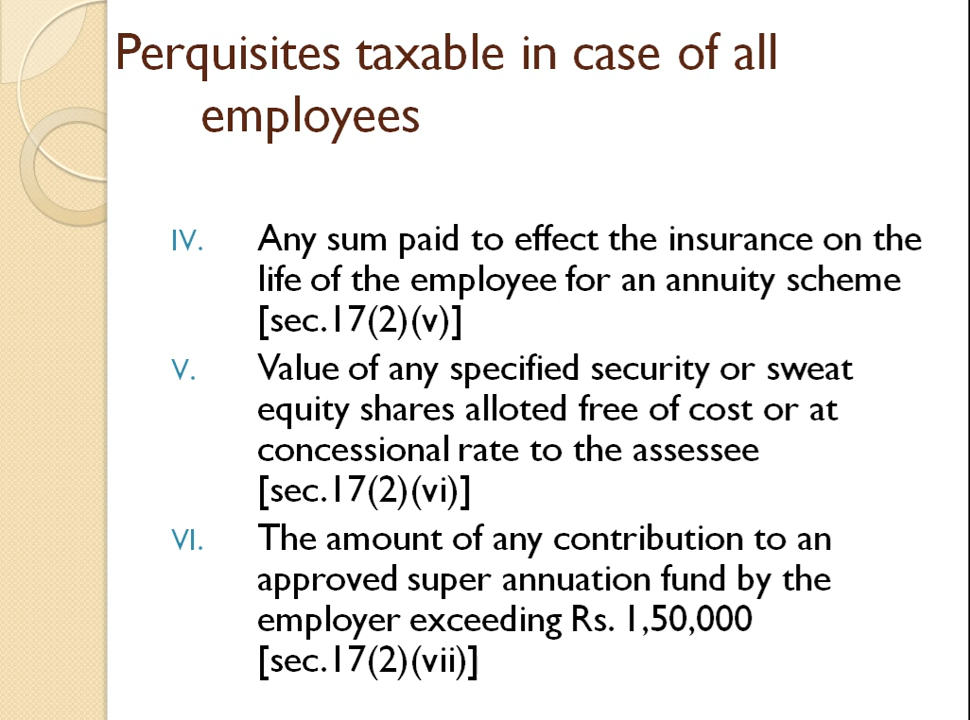 Perquisites taxable in case of all
employees
IV. Any sum paid to effect the insurance on the
life of the employee for an annuity scheme
[sec.17(2)(v)]
V. Value of any specified security or sweat
equity shares alloted free of cost or at
concessional rate to the assessee
[sec.17(2)(vi)]
VI. The amount of any contribution to an
approved super annuation fund by the
employer exceeding Rs. 1,50,000
[sec.17(2)(vii)]